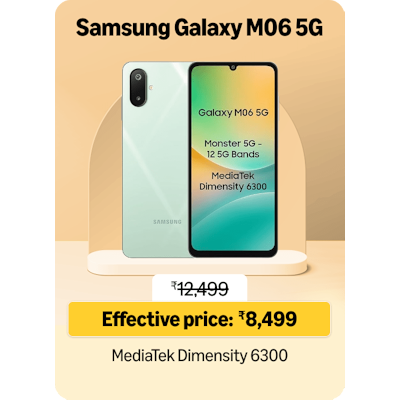 Samsung Galaxy M06 5G
Galaxy M06 5G
Monster 5G -
12 5G Bands
MediaTek
Dimensity 6300
SAMSUNG
₹12,499
Effective price: ₹8,499
MediaTek Dimensity 6300